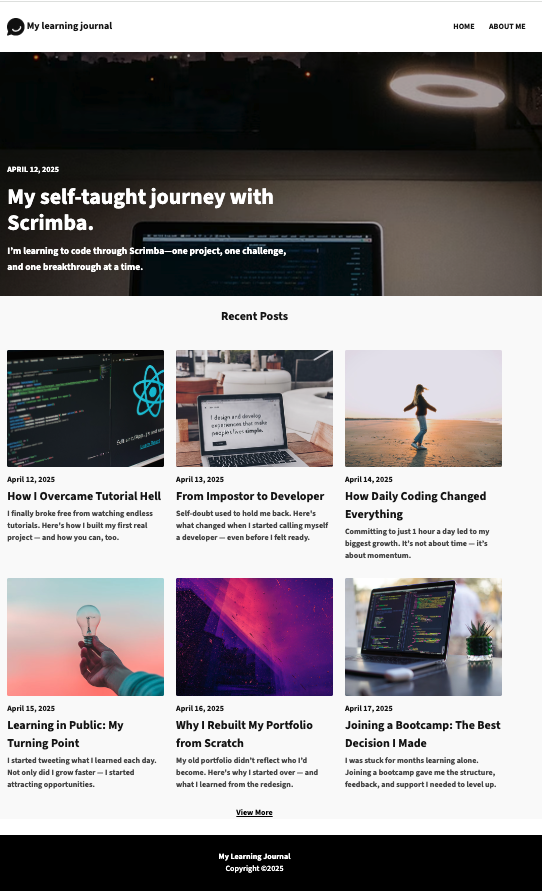 My learning journal
HOME ABOUT ME
APRIL 12, 2025
My self-taught journey with
Scrimba.
I'm learning to code through Scrimba—one project, one challenge,
and one breakthrough at a time.
Recent Posts
April 12, 2025
How I Overcame Tutorial Hell
I finally broke free from watching endless
tutorials. Here's how I built my first real
project — and how you can, too.
I design and develop
experiences that make
people's lives simple.
April 13, 2025
From Impostor to Developer
Self-doubt used to hold me back. Here's
what changed when I started calling myself
a developer — even before I felt ready.
April 14, 2025
How Daily Coding Changed
Everything
Committing to just 1 hour a day led to my
biggest growth. It's not about time — it's
about momentum.
April 15, 2025
Learning in Public: My
Turning Point
I started tweeting what I learned each day.
Not only did I grow faster — I started
attracting opportunities.
April 16, 2025
Why I Rebuilt My Portfolio
from Scratch
My old portfolio didn't reflect who I'd
become. Here's why I started over — and
what I learned from the redesign.
April 17, 2025
Joining a Bootcamp: The Best
Decision I Made
I was stuck for months learning alone.
Joining a bootcamp gave me the structure,
feedback, and support I needed to level up.
View More
My Learning Journal
Copyright ©2025